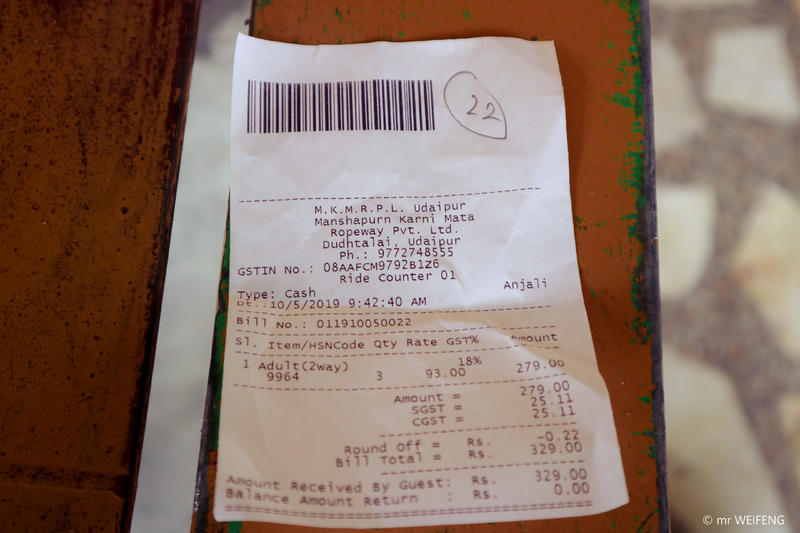 22
M.K.M.R.P.L. Udaipur
Manshapurn Karni Mata
Ropeway Pvt. Ltd.
Dudhtalai, Udaipur
Ph.: 9772748555
GSTIN No.: 08AAFCM9792B1Z6
Ride Counter 01
Type: Cash Anjali
Dt.:10/5/2019 9:42:40 AM
Bill No.: 011910050022
Sl. Item/HSNCode Qty Rate GST% Amount
1 Adult(2way) 18%
9964 3 93.00 279.00
Amount = 279.00
SGST = 25.11
CGST = 25.11
Round off = Rs. -0.22
Bill Total = Rs. 329.00
Amount Received By Guest: Rs. 329.00
Balance Amount Return : Rs. 0.00
© mr WEIFENG